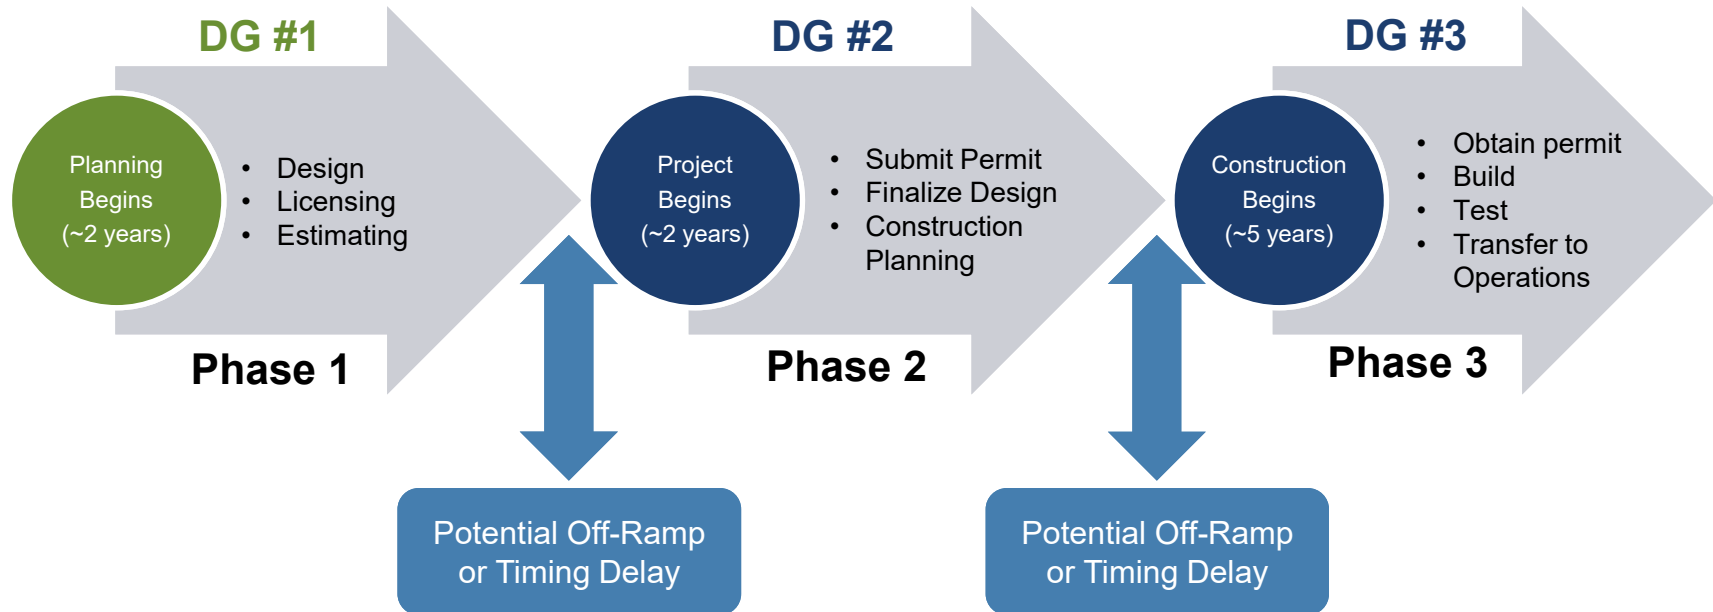 DG #1
Planning
Begins
(~2 years)
• Design
• Licensing
• Estimating
Phase 1
DG #2
Project
Begins
(~2 years)
• Submit Permit
• Finalize Design
• Construction
Planning
Phase 2
DG #3
Construction
Begins
(~5 years)
• Obtain permit
• Build
• Test
• Transfer to
Operations
Phase 3
Potential Off-Ramp
or Timing Delay
Potential Off-Ramp
or Timing Delay